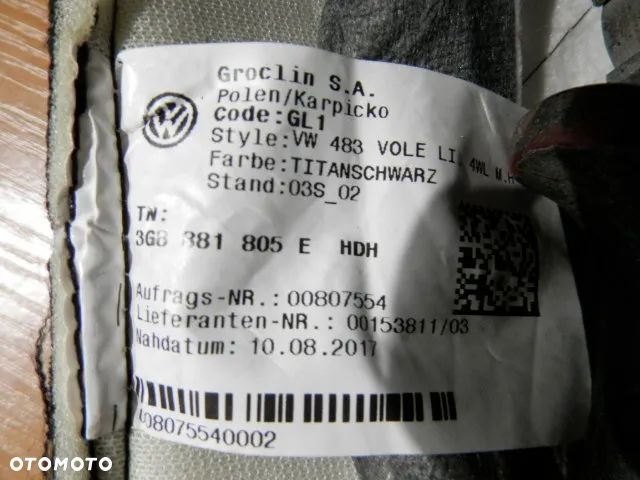 Groclin S.A.
Polen/Karpicko
Code:GL1
Style:VW 483 VOLE LI. 4WL
Farbe:TITANSCHWARZ
Stand:03S_02
TN:
3G8 881 805 E HDH
Aufrags-NR.:00807554
Lieferanten-NR.: 00153811/03
Nahdatum: 10.08.2017
408075540002
OTOMOTO